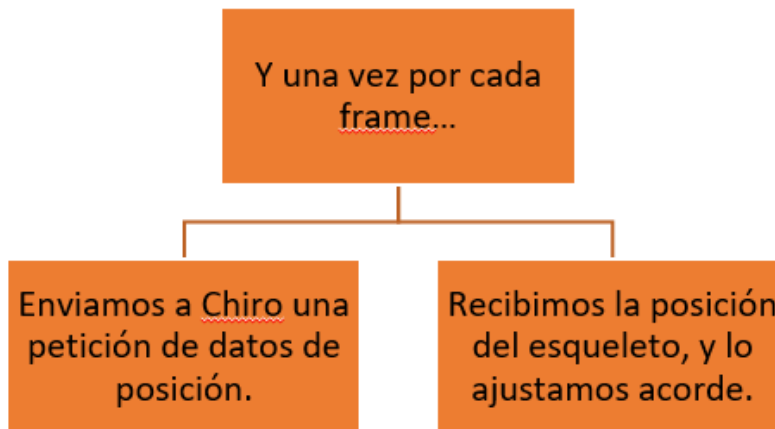 Y una vez por cada
frame...
Enviamos a Chiro una
petición de datos de
posición.
Recibimos la posición
del esqueleto, y lo
ajustamos acorde.